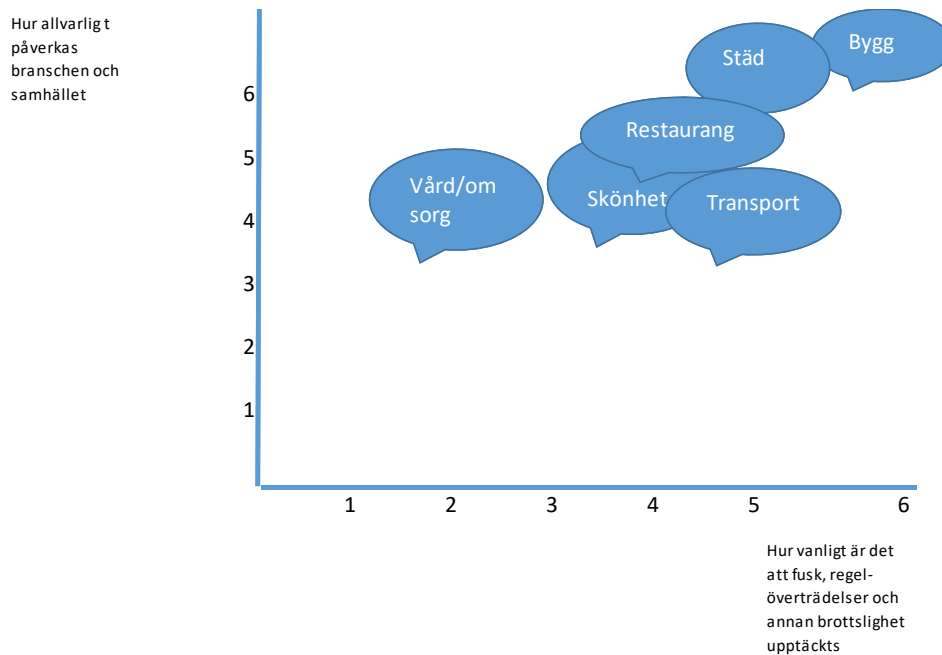 Hur allvarlig t
påverkas
branschen och
samhället
Bygg
Städ
6
Restaurang
5
Vård/om
sorg
Skönhet
Transport
4
3
2
1
1 2 3 4 5 6
Hur vanligt är det
att fusk, regel-
överträdelser och
annan brottslighet
upptäckts